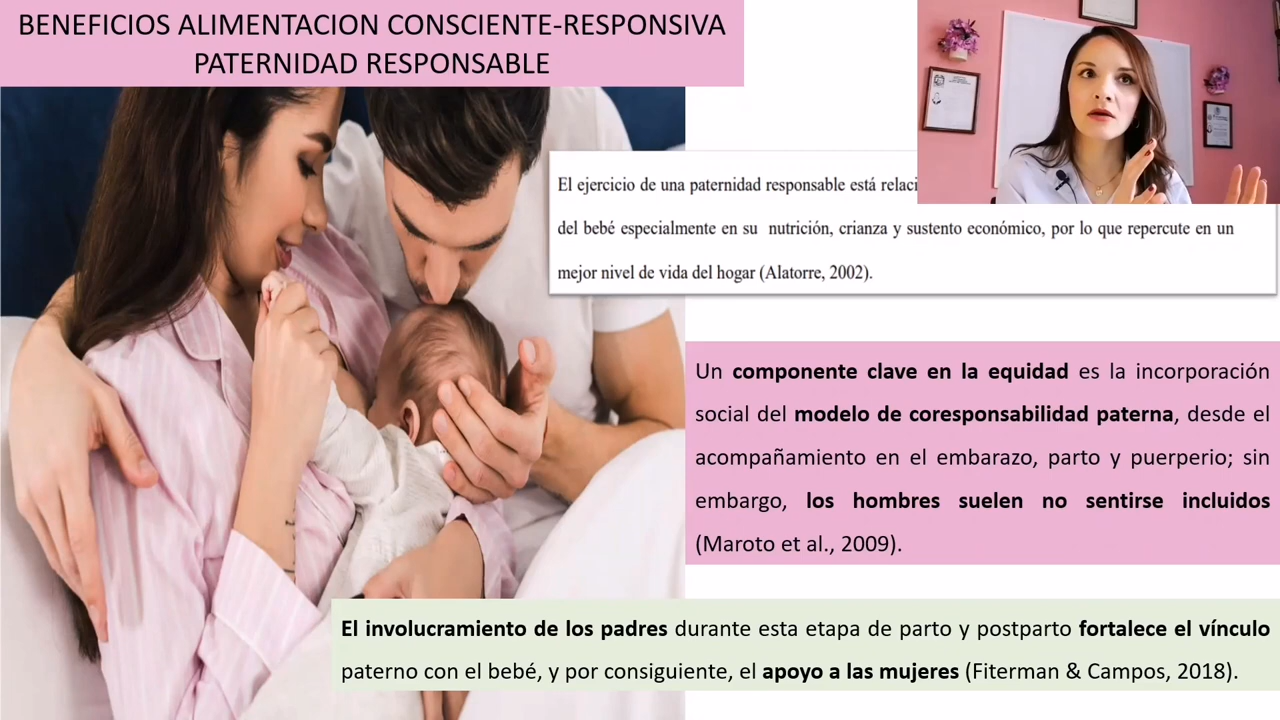 BENEFICIOS ALIMENTACION CONSCIENTE-RESPONSIVA
PATERNIDAD RESPONSABLE
El ejercicio de una paternidad responsable está
del bebé especialmente en su nutrición, crianza y sustento económico, por lo que repercute en un
mejor nivel de vida del hogar (Alatorre, 2002).
Un componente clave en la equidad es la incorporación
social del modelo de coresponsabilidad paterna, desde el
acompañamiento en el embarazo, parto y puerperio; sin
embargo, los hombres suelen no sentirse incluidos
(Maroto et al., 2009).
El involucramiento de los padres durante esta etapa de parto y postparto fortalece el vínculo
paterno con el bebé, y por consiguiente, el apoyo a las mujeres (Fiterman & Campos, 2018).